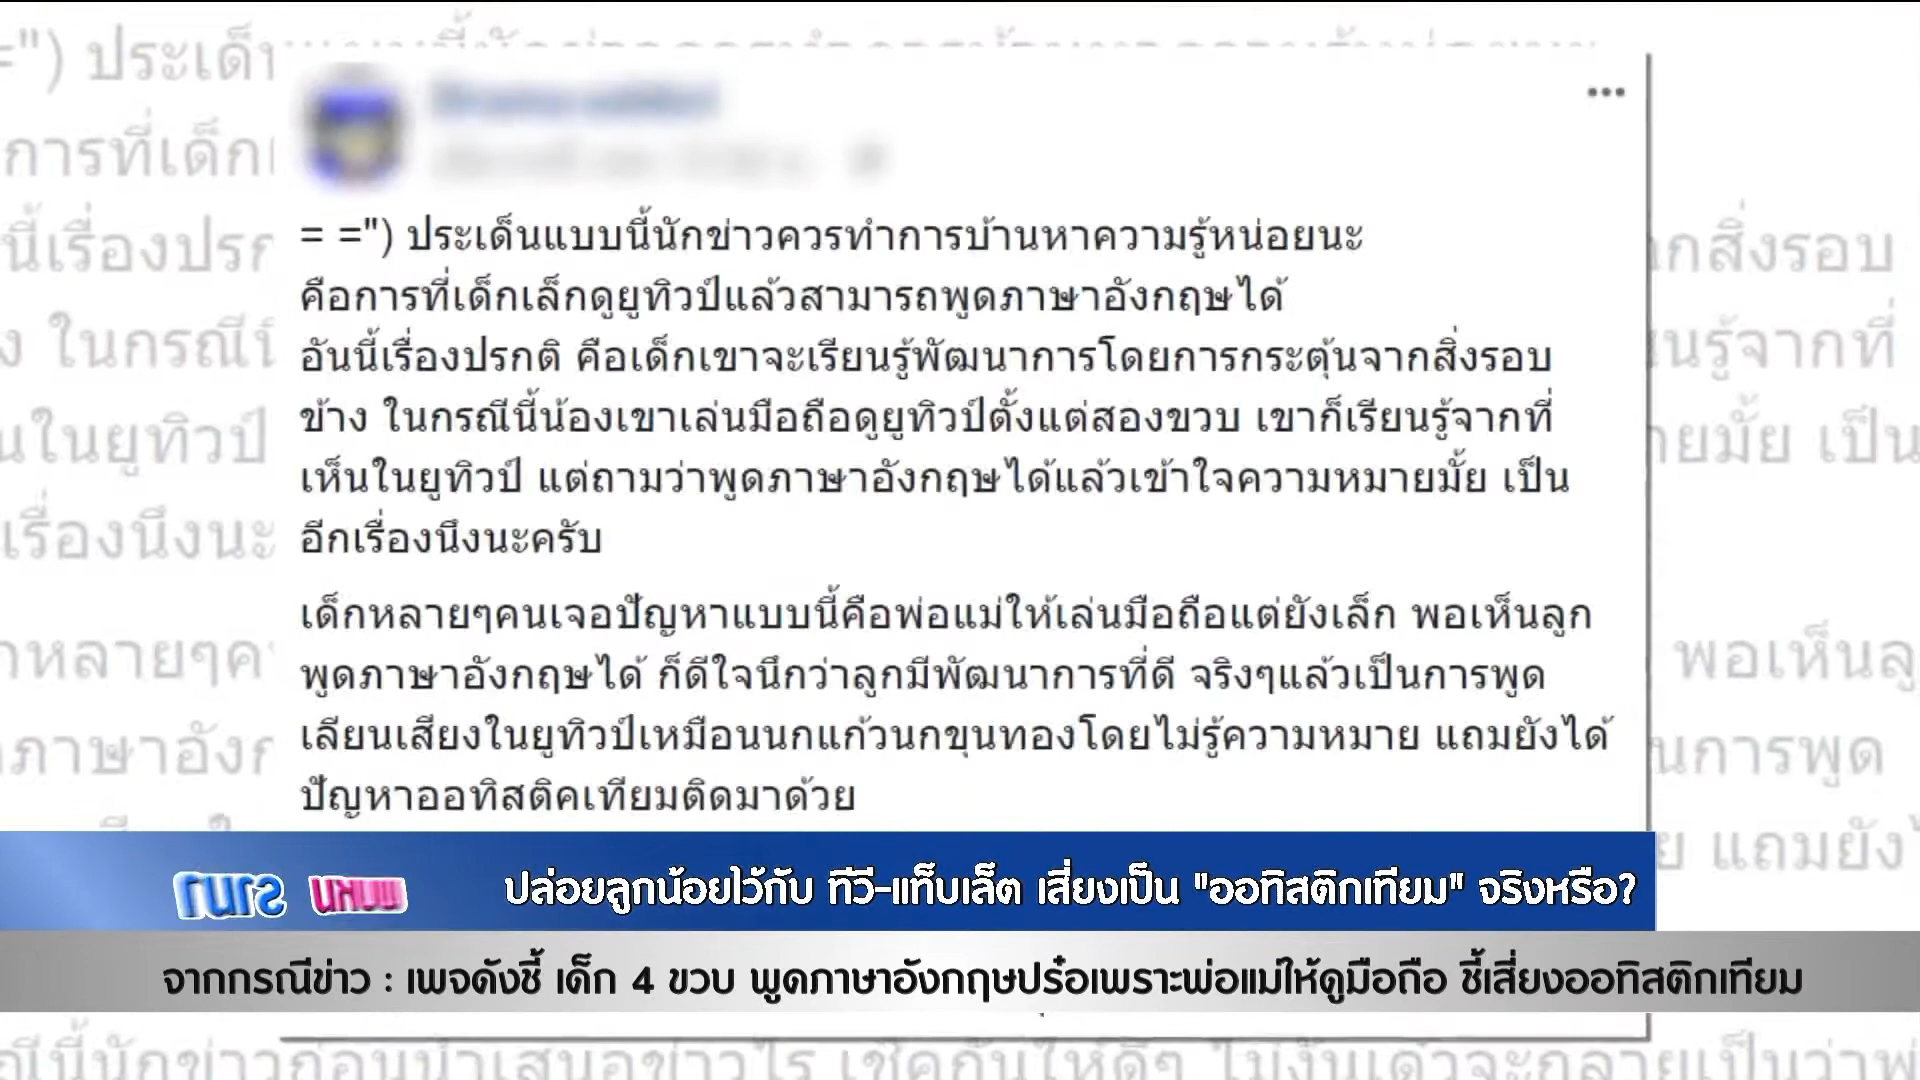 = =") ประเด็นแบบนี้นักข่าวควรทำการบ้านหาความรู้หน่อยนะ
คือการที่เด็กเล็กดูยูทิวป์แล้วสามารถพูดภาษาอังกฤษได้
อันนี้เรื่องปรกติ คือเด็กเขาจะเรียนรู้พัฒนาการโดยการกระตุ้นจากสิ่งรอบ
ข้าง ในกรณีนี้น้องเขาเล่นมือถือดูยูทิวป์ตั้งแต่สองขวบ เขาก็เรียนรู้จากที่
เห็นในยูทิวป์ แต่ถามว่าพูดภาษาอังกฤษได้แล้วเข้าใจความหมายมั้ย เป็น
อีกเรื่องนึงนะครับ
เด็กหลายๆคนเจอปัญหาแบบนี้คือพ่อแม่ให้เล่นมือถือแต่ยังเล็ก พอเห็นลูก
พูดภาษาอังกฤษได้ ก็ดีใจนึกว่าลูกมีพัฒนาการที่ดี จริงๆแล้วเป็นการพูด
เลียนเสียงในยูทิวป์เหมือนนกแก้วนกขุนทองโดยไม่รู้ความหมาย แถมยังได้
ปัญหาออทิสติคเทียมติดมาด้วย
ปล่อยลูกน้อยไว้กับ ทีวี-แท็บเล็ต เสี่ยงเป็น "ออทิสติกเทียม" จริงหรือ?
จากกรณีข่าว : เพจดังชี้ เด็ก 4 ขวบ พูดภาษาอังกฤษปร๋อเพราะพ่อแม่ให้ดูมือถือ ชี้เสี่ยงออทิสติกเทียม